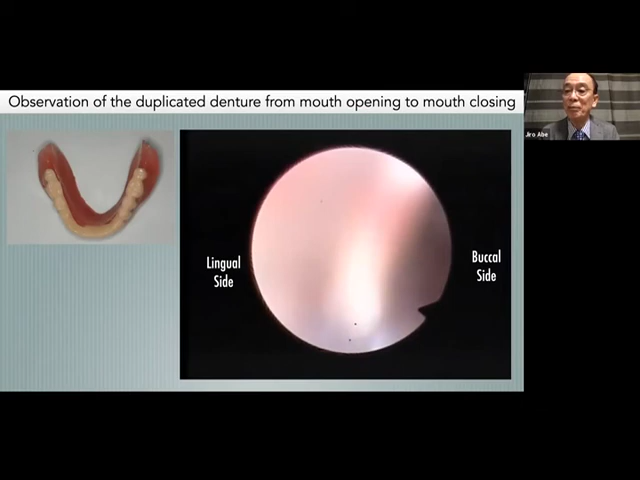 Observation of the duplicated denture from mouth opening to mouth closing
Jiro Abe
Lingual
Side
Buccal
Side